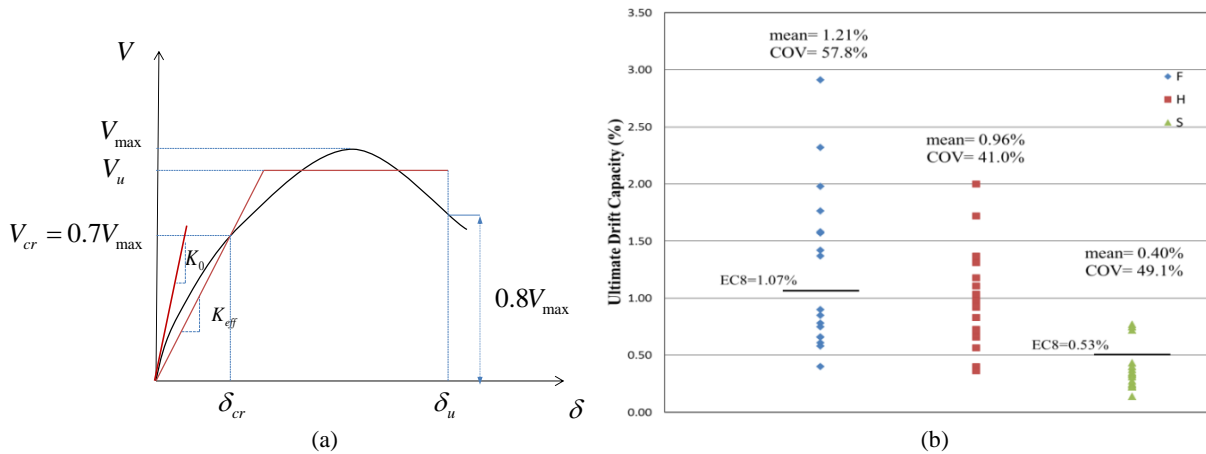 V
V_max
V_u
V_cr = 0.7V_max
K_0
K_eff
0.8V_max
δ_cr
δ_u
δ
(a)
3.50
3.00
2.50
2.00
1.50
1.00
0.50
0.00
Ultimate Drift Capacity (%)
mean= 1.21%
COV= 57.8%
mean= 0.96%
COV= 41.0%
mean= 0.40%
COV= 49.1%
EC8=1.07%
EC8=0.53%
F
H
S
(b)